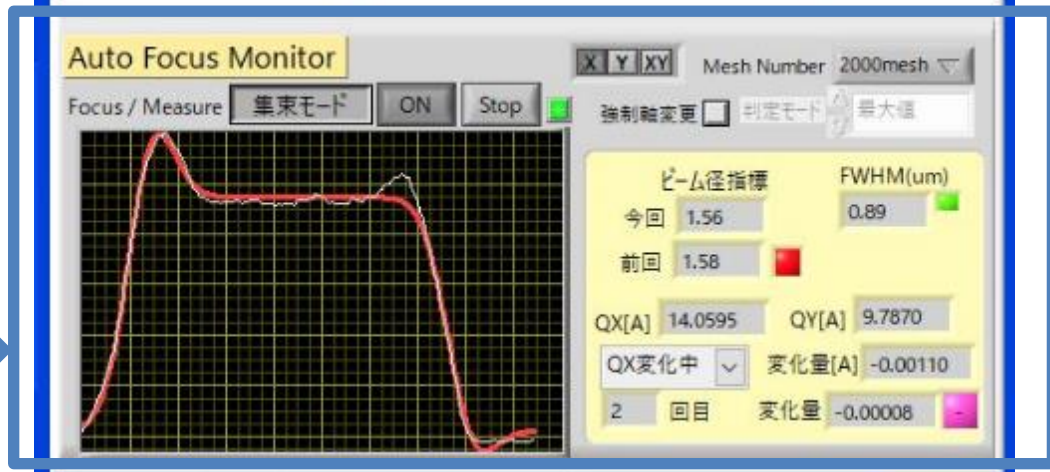 Auto Focus Monitor
X Y XY Mesh Number 2000mesh
Focus / Measure 集束モード ON Stop
強制軸変更 判定モード 最大値
ビーム径指標 FWHM(um)
今回 1.56 0.89
前回 1.58
QX[A] 14.0595 QY[A] 9.7870
QX変化中 変化量[A] -0.00110
2 回目 変化量 -0.00008 -